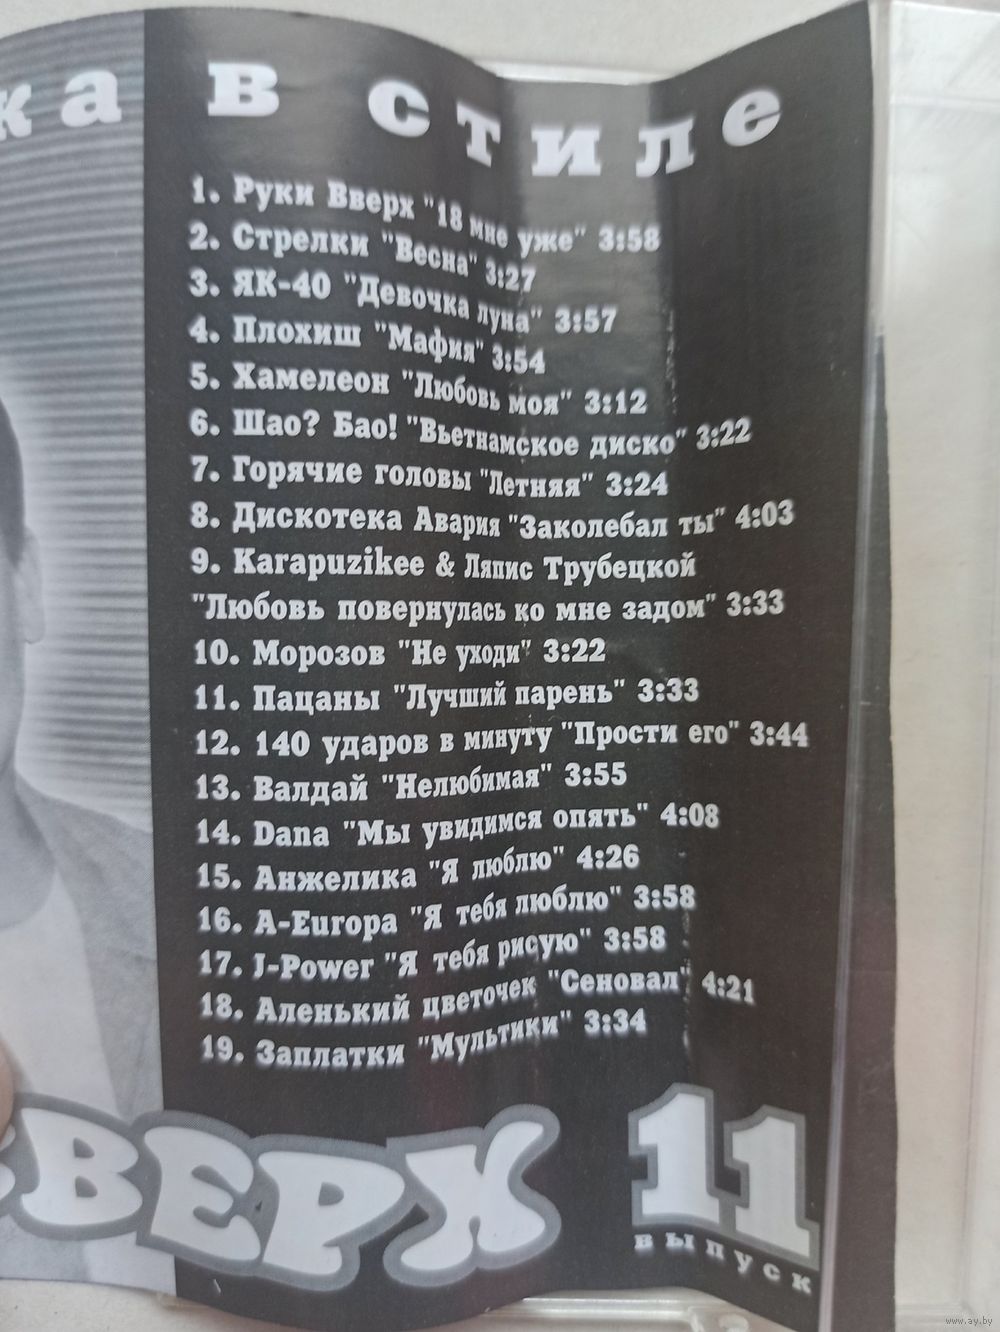 ка в стиле
1. Руки Вверх "18 мне уже" 3:58
2. Стрелки "Весна" 3:27
3. ЯК-40 "Девочка луна" 3:57
4. Плохиш "Мафия" 3:54
5. Хамелеон "Любовь моя" 3:12
6. Шао? Бао! "Вьетнамское диско" 3:22
7. Горячие головы "Летняя" 3:24
8. Дискотека Авария "Заколебал ты" 4:03
9. Karapuzikee & Ляпис Трубецкой
"Любовь повернулась ко мне задом" 3:33
10. Морозов "Не уходи" 3:22
11. Пацаны "Лучший парень" 3:33
12. 140 ударов в минуту "Прости его" 3:44
13. Валдай "Нелюбимая" 3:55
14. Dana "Мы увидимся опять" 4:08
15. Анжелика "Я люблю" 4:26
16. A-Europa "Я тебя люблю" 3:58
17. J-Power "Я тебя рисую" 3:58
18. Аленький цветочек "Сеновал" 4:21
19. Заплатки "Мультики" 3:34
ВЕРХ 11
выпуск
www.ay.by